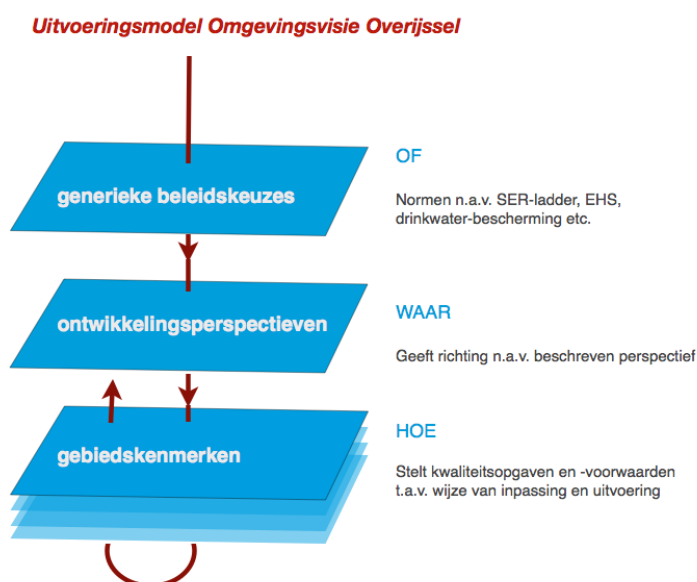 Uitvoeringsmodel Omgevingsvisie Overijssel
generieke beleidskeuzes
OF
Normen n.a.v. SER-ladder, EHS,
drinkwater-bescherming etc.
ontwikkelingsperspectieven
WAAR
Geeft richting n.a.v. beschreven perspectief
gebiedskenmerken
HOE
Stelt kwaliteitsopgaven en -voorwaarden
t.a.v. wijze van inpassing en uitvoering